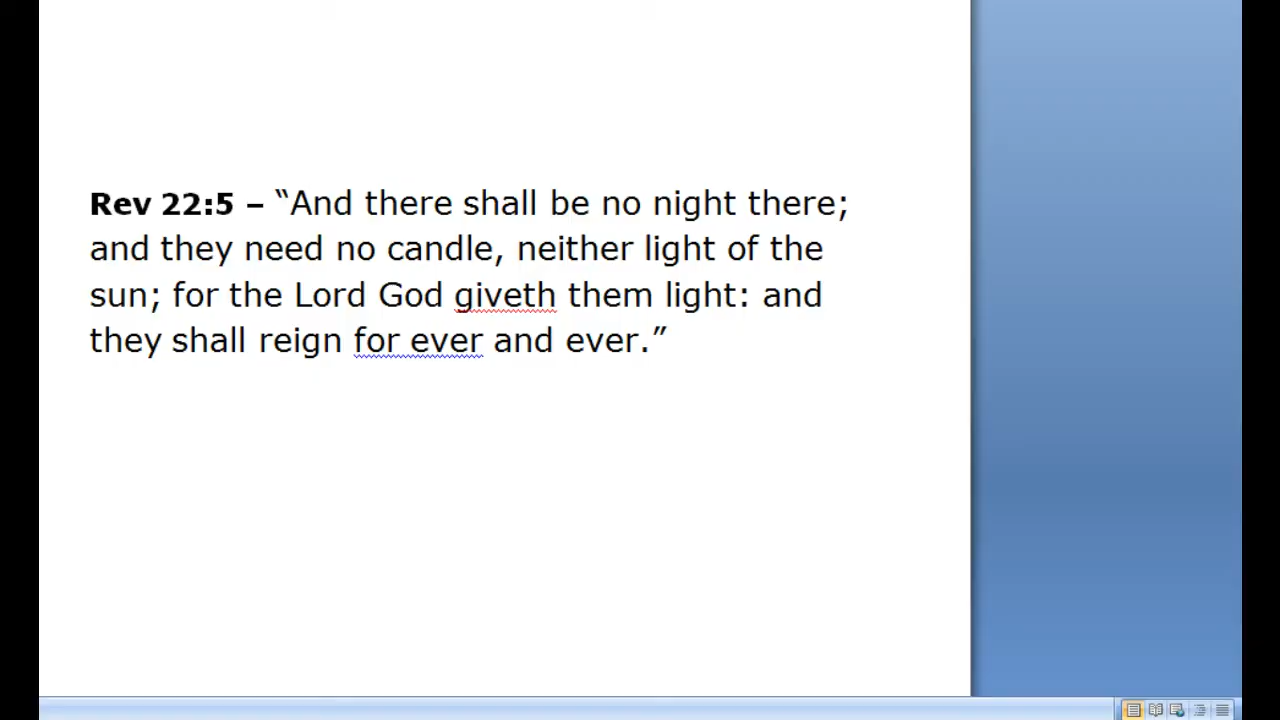 Rev 22:5 – “And there shall be no night there;
and they need no candle, neither light of the
sun; for the Lord God giveth them light: and
they shall reign for ever and ever.”